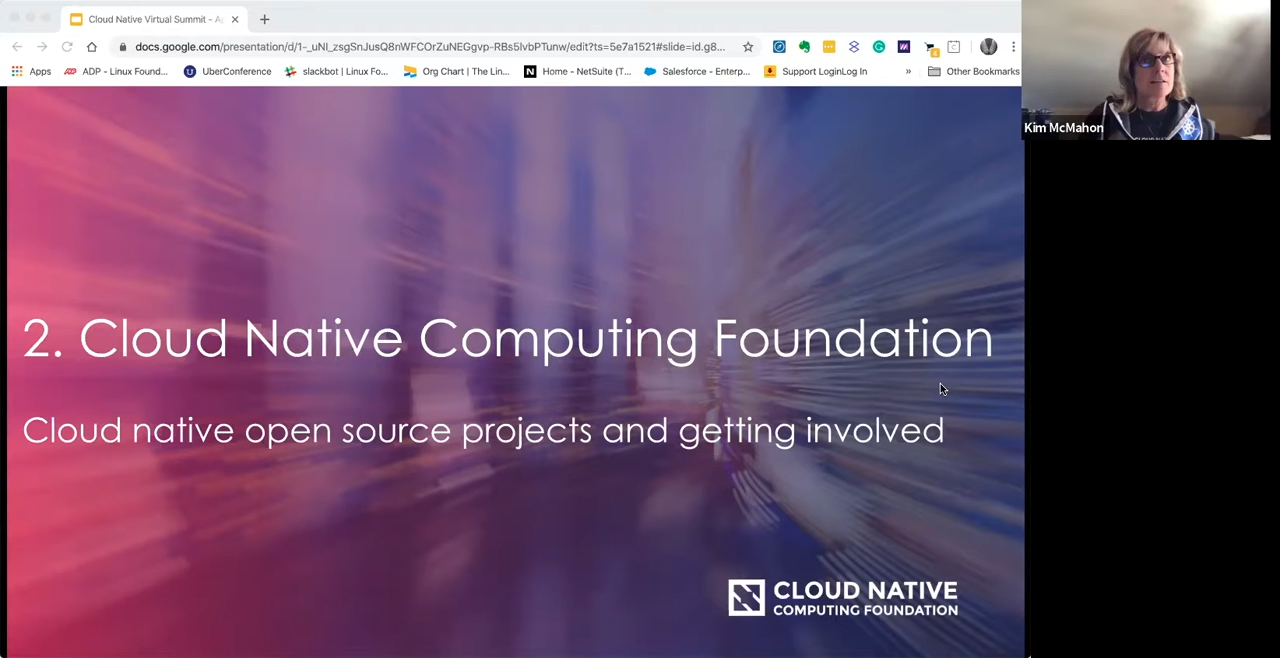 Cloud Native Virtual Summit - A
docs.google.com/presentation/d/1-_uNl_zsgSnJusQ8nWFCOrZuNEGgvp-RBs5lvbPTunw/edit?ts=5e7a1521#slide=id.g8...
Apps ADP - Linux Found... UberConference slackbot | Linux Fo... Org Chart | The Lin... Home - NetSuite (T... Salesforce - Enterp... Support LoginLog In » Other Bookmarks
Kim McMahon
2. Cloud Native Computing Foundation
Cloud native open source projects and getting involved
CLOUD NATIVE
COMPUTING FOUNDATION